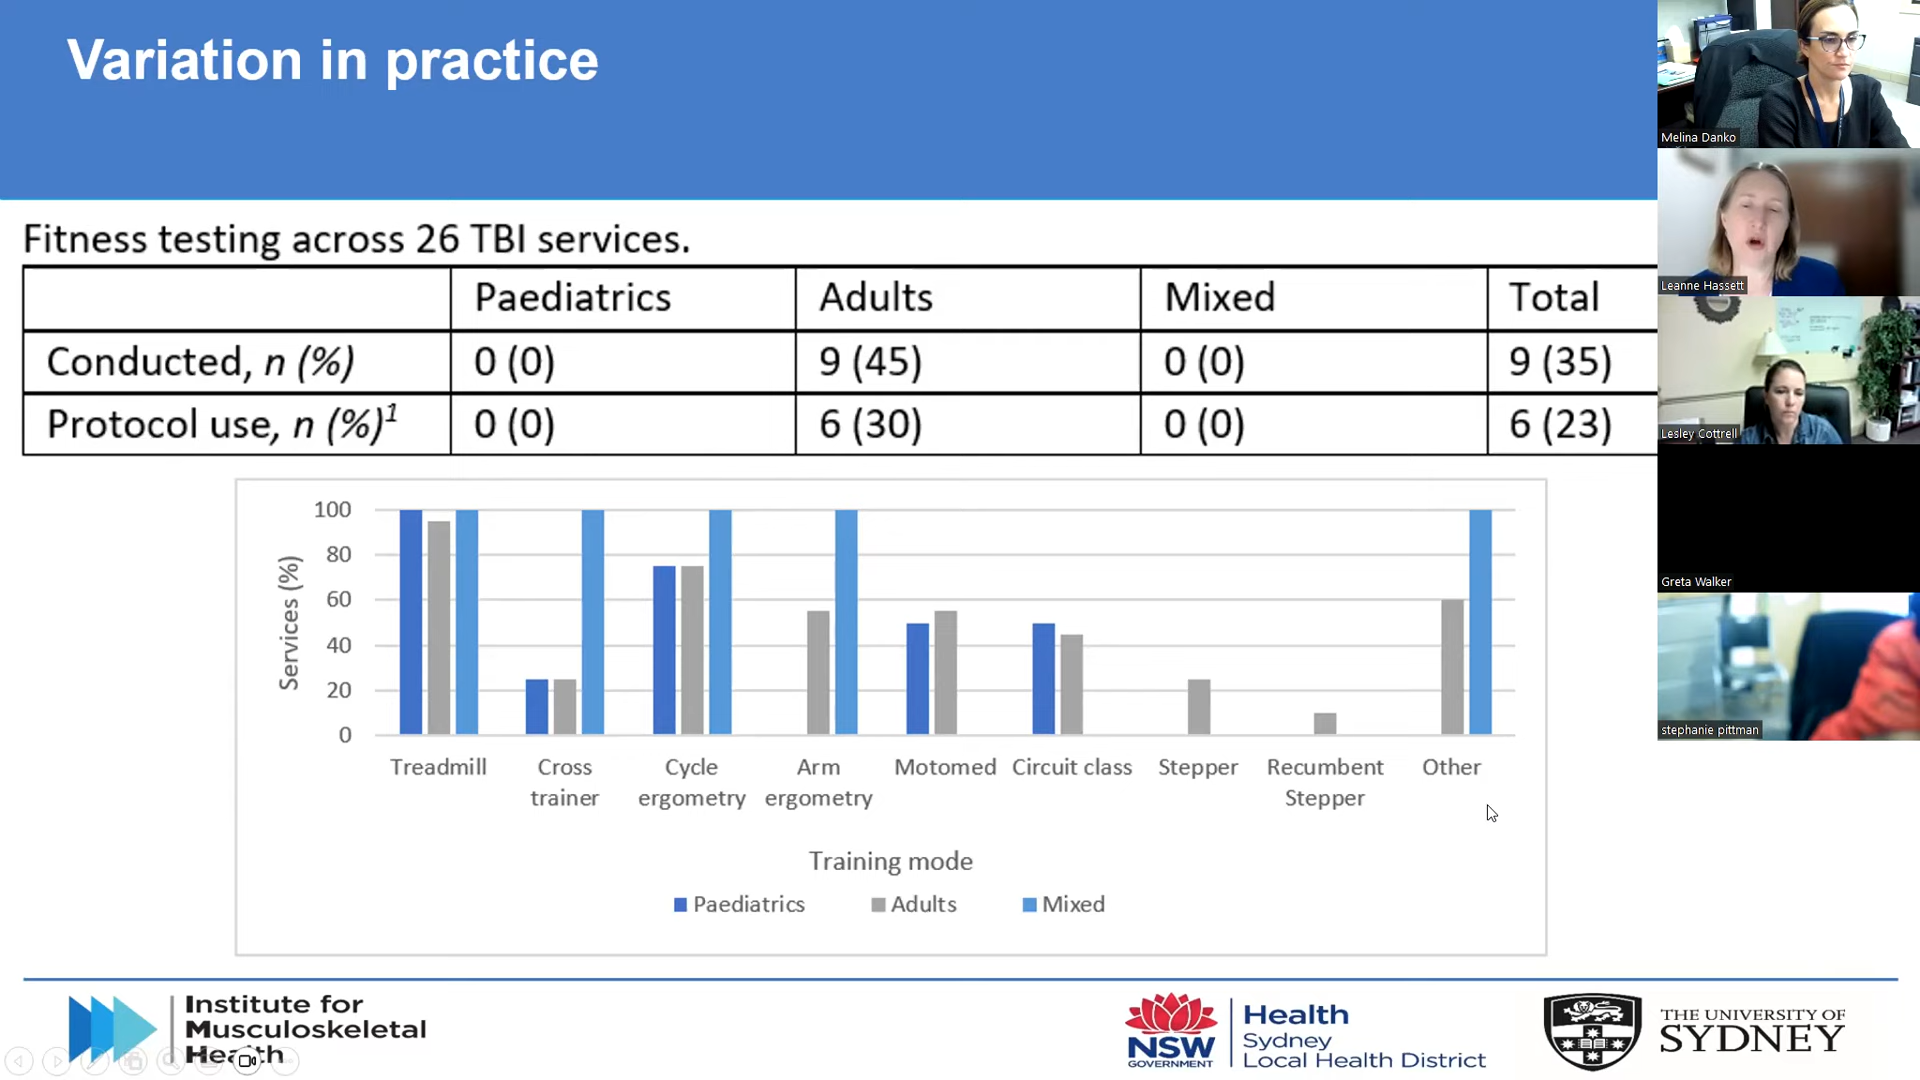 Variation in practice
Fitness testing across 26 TBI services.
Paediatrics Adults Mixed Total
Conducted, n (%) 0 (0) 9 (45) 0 (0) 9 (35)
Protocol use, n (%)1 0 (0) 6 (30) 0 (0) 6 (23)
Services (%)
100
80
60
40
20
0
Treadmill Cross trainer Cycle ergometry Arm ergometry Motomed Circuit class Stepper Recumbent Stepper Other
Training mode
Paediatrics Adults Mixed
Institute for
Musculoskeletal
Health
NSW
GOVERNMENT
Health
Sydney
Local Health District
THE UNIVERSITY OF
SYDNEY
Melina Danko
Leanne Hassett
Lesley Cottrell
Greta Walker
stephanie pittman